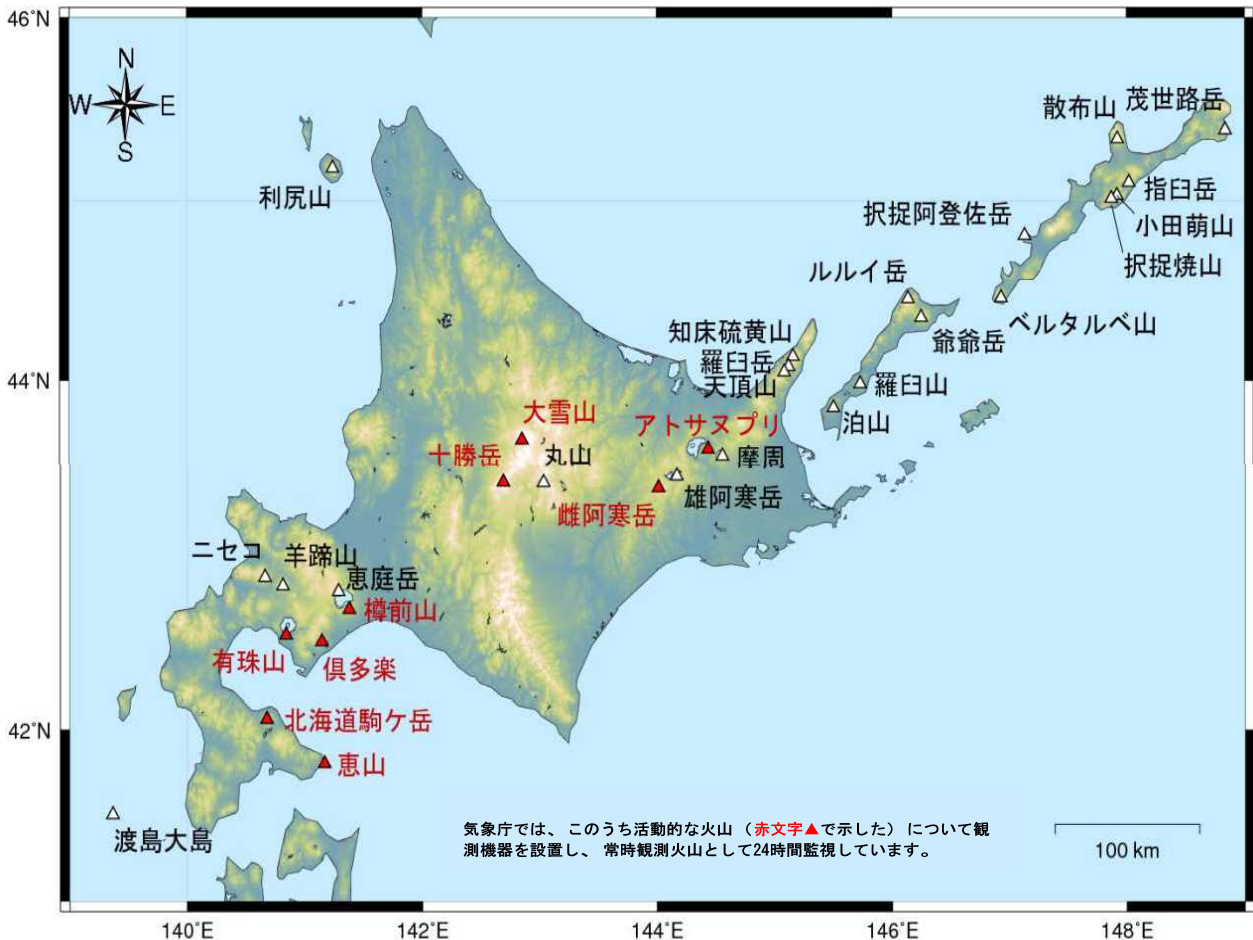 46°N
N
W
E
S
散布山
茂世路岳
利尻山
指臼岳
択捉阿登佐岳
小田萌山
択捉焼山
ルルイ岳
ベルタルベ山
知床硫黄山
爺爺岳
羅臼岳
44°N
天頂山
羅臼山
泊山
大雪山
アトサヌプリ
十勝岳
丸山
摩周
雄阿寒岳
雌阿寒岳
ニセコ
羊蹄山
恵庭岳
樽前山
有珠山
倶多楽
42°N
北海道駒ケ岳
恵山
渡島大島
気象庁では、このうち活動的な火山（赤文字▲で示した）について観
測機器を設置し、常時観測火山として24時間監視しています。
100 km
140°E
142°E
144°E
146°E
148°E